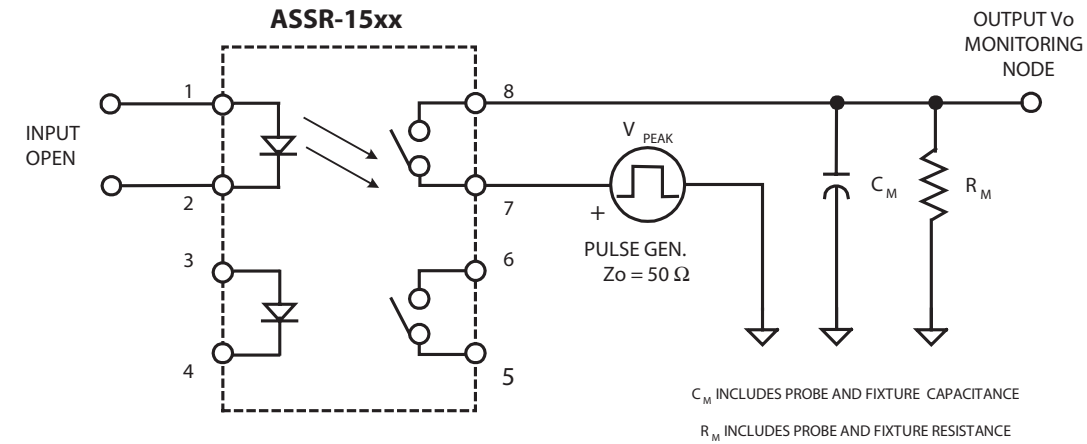 ASSR-15xx
OUTPUT Vo
MONITORING
NODE
INPUT
OPEN
1
2
3
4
8
7
6
5
V PEAK
+
PULSE GEN.
Zo = 50 Ω
C M
R M
C M INCLUDES PROBE AND FIXTURE CAPACITANCE
R M INCLUDES PROBE AND FIXTURE RESISTANCE